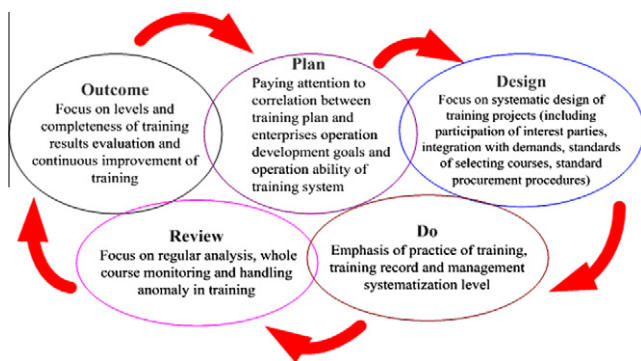 Outcome
Focus on levels and
completeness of training
results evaluation and
continuous improvement of
training
Plan
Paying attention to
correlation between
training plan and
enterprises operation
development goals and
operation ability of
training system
Design
Focus on systematic design of
training projects (including
participation of interest parties,
integration with demands, standards
of selecting courses, standard
procurement procedures)
Review
Focus on regular analysis, whole
course monitoring and handling
anomaly in training
Do
Emphasis of practice of training,
training record and management
systematization level